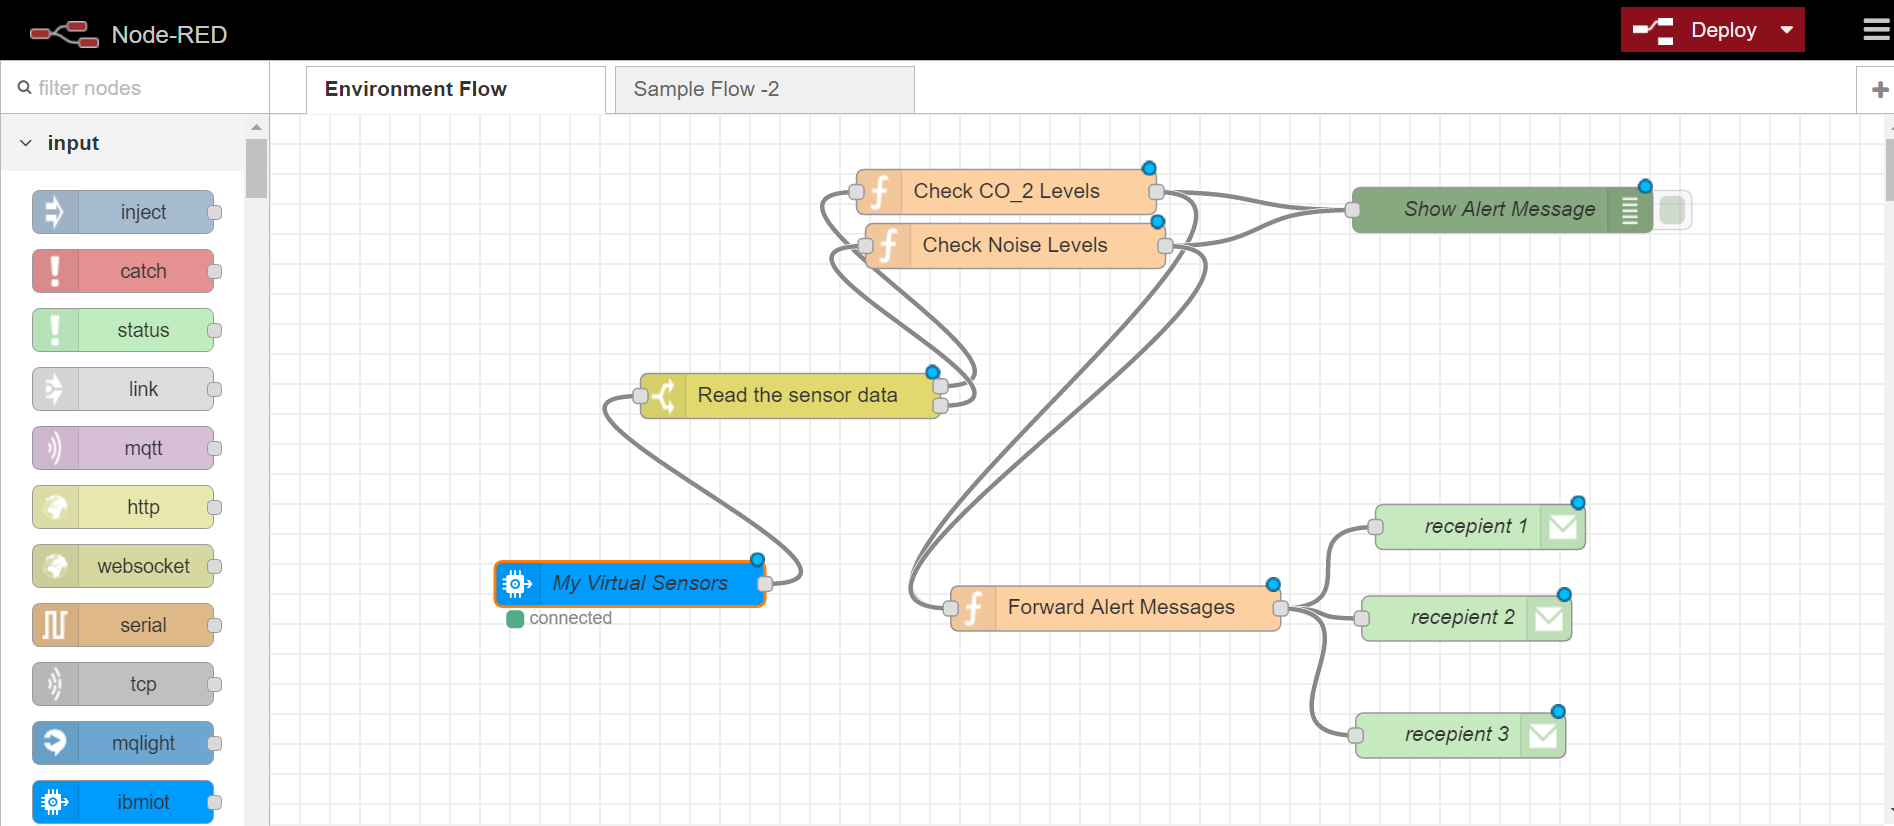 Node-RED
Deploy
filter nodes
Environment Flow
Sample Flow -2
input
inject
catch
status
link
mqtt
http
websocket
serial
tcp
mqlight
ibmiot
Check CO_2 Levels
Show Alert Message
Check Noise Levels
Read the sensor data
recepient 1
My Virtual Sensors
connected
Forward Alert Messages
recepient 2
recepient 3